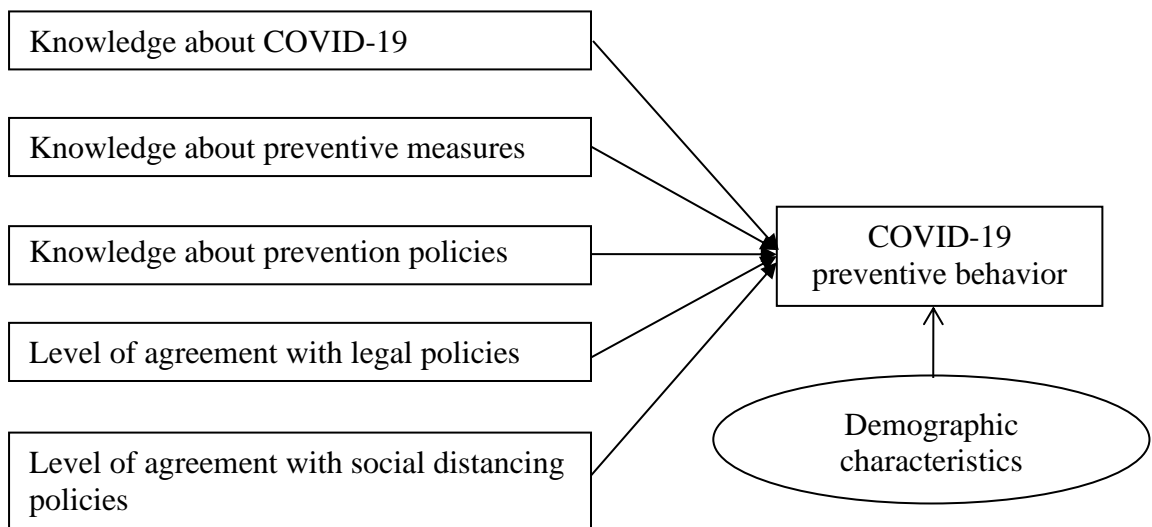 Knowledge about COVID-19
Knowledge about preventive measures
Knowledge about prevention policies
Level of agreement with legal policies
Level of agreement with social distancing
policies
COVID-19
preventive behavior
Demographic
characteristics